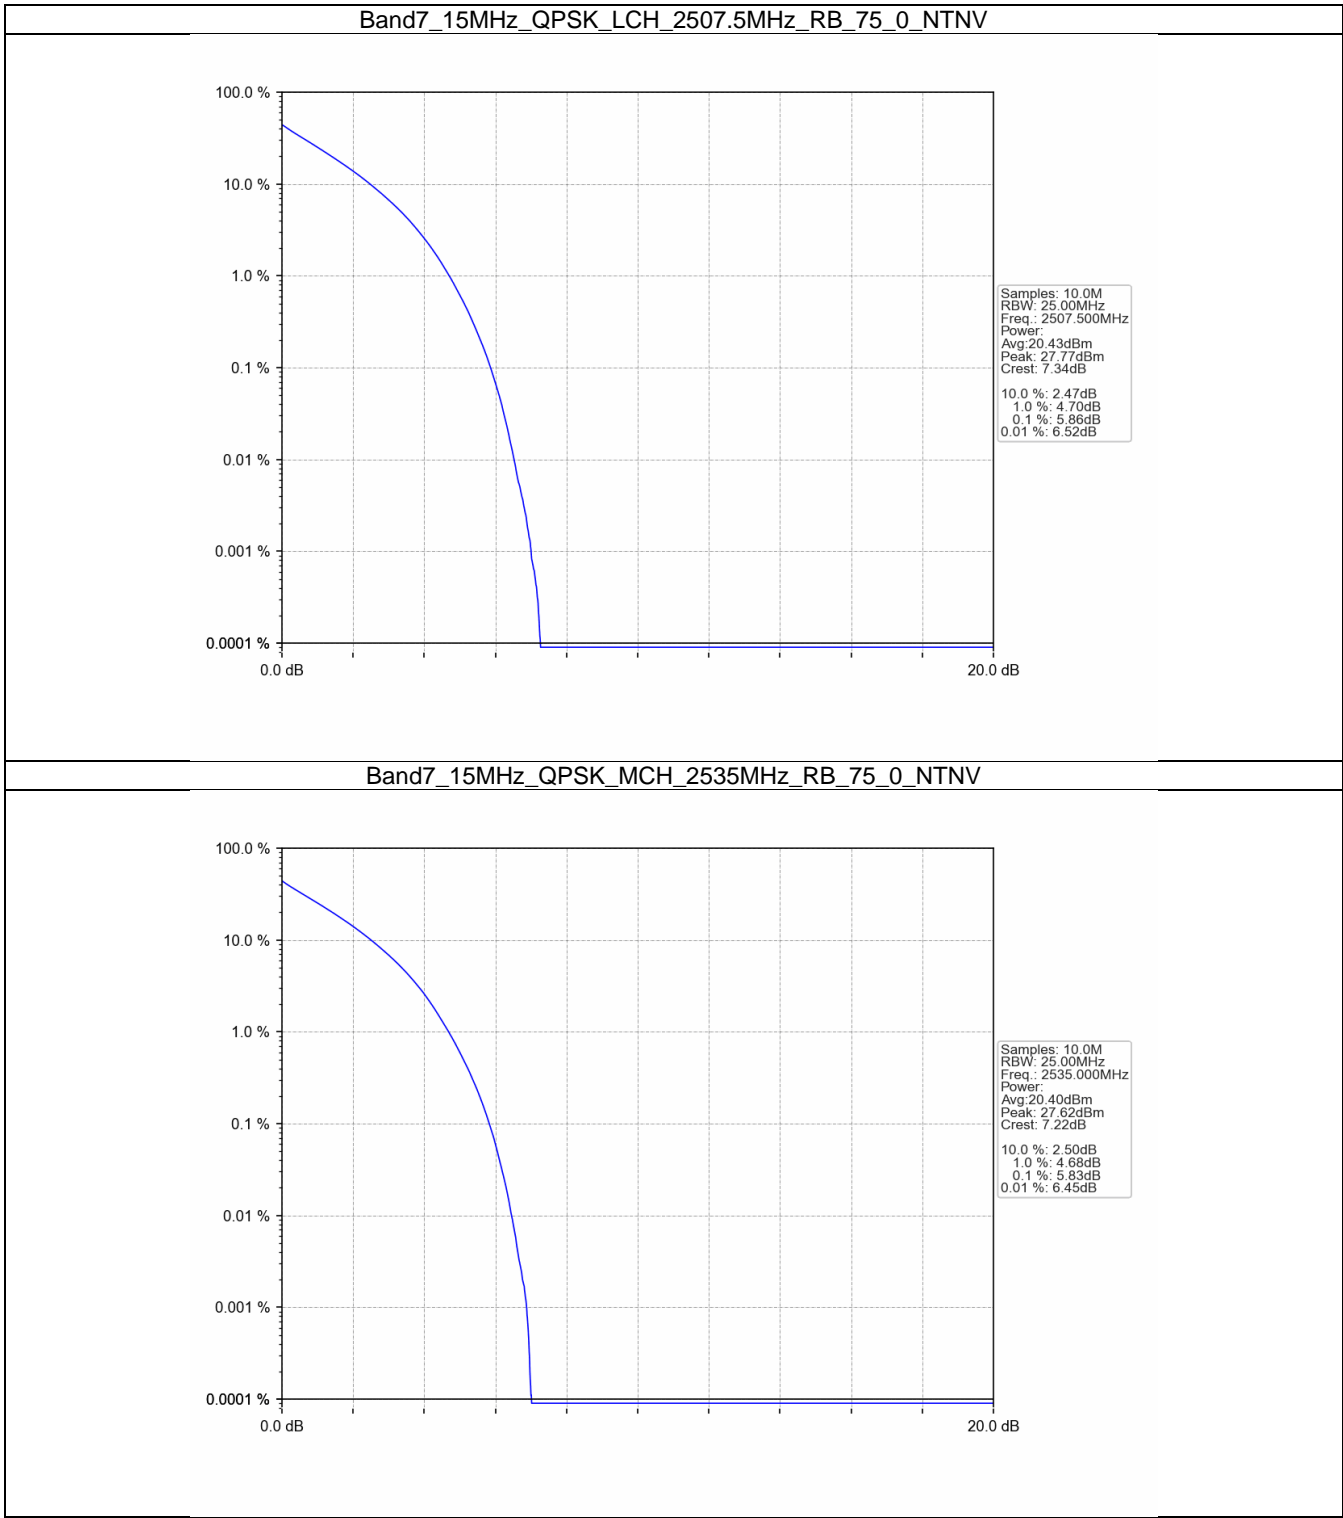 Band7_15MHz_QPSK_LCH_2507.5MHz_RB_75_0_NTNV
100.0 %
10.0 %
1.0 %
0.1 %
0.01 %
0.001 %
0.0001 %
0.0 dB
20.0 dB
Samples: 10.0M
RBW: 25.00MHz
Freq.: 2507.500MHz
Power:
Avg:20.43dBm
Peak: 27.77dBm
Crest: 7.34dB
10.0 %: 2.47dB
1.0 %: 4.70dB
0.1 %: 5.86dB
0.01 %: 6.52dB
Band7_15MHz_QPSK_MCH_2535MHz_RB_75_0_NTNV
100.0 %
10.0 %
1.0 %
0.1 %
0.01 %
0.001 %
0.0001 %
0.0 dB
20.0 dB
Samples: 10.0M
RBW: 25.00MHz
Freq.: 2535.000MHz
Power:
Avg:20.40dBm
Peak: 27.62dBm
Crest: 7.22dB
10.0 %: 2.50dB
1.0 %: 4.68dB
0.1 %: 5.83dB
0.01 %: 6.45dB